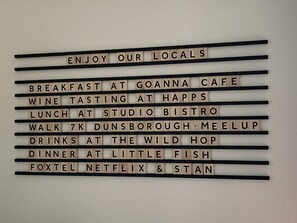 ENJOY OUR LOCALS
BREAKFAST AT GOANNA CAFE
WINE TASTING AT HAPPS
LUNCH AT STUDIO BISTRO
WALK 7K DUNSBOROUGH-MEELUP
DRINKS AT THE WILD HOP
DINNER AT LITTLE FISH
FOXTEL NETFLIX & STAN